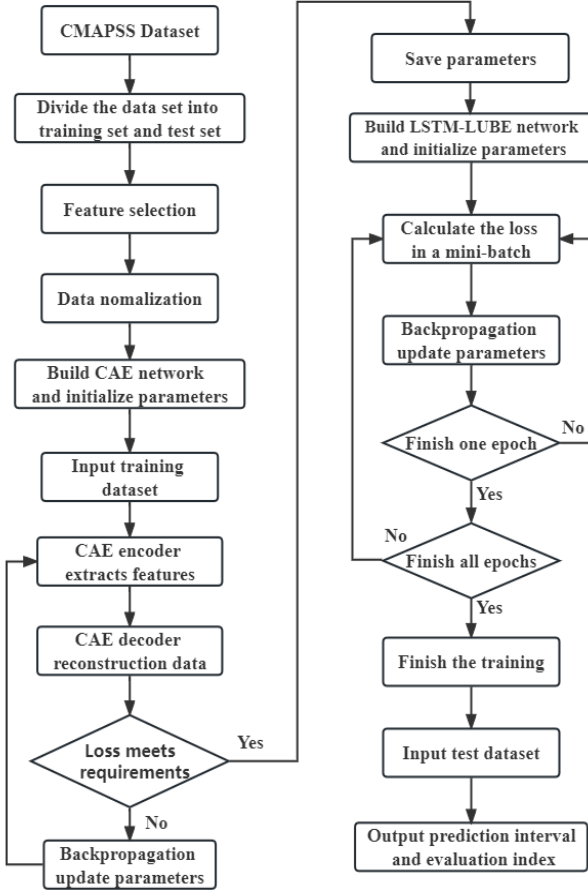 CMAPSS Dataset
Divide the data set into
training set and test set
Feature selection
Data nomalization
Build CAE network
and initialize parameters
Input training
dataset
CAE encoder
extracts features
CAE decoder
reconstruction data
Loss meets
requirements
Yes
No
Backpropagation
update parameters
Save parameters
Build LSTM-LUBE network
and initialize parameters
Calculate the loss
in a mini-batch
Backpropagation
update parameters
Finish one epoch
No
Yes
No
Finish all epochs
Yes
Finish the training
Input test dataset
Output prediction interval
and evaluation index